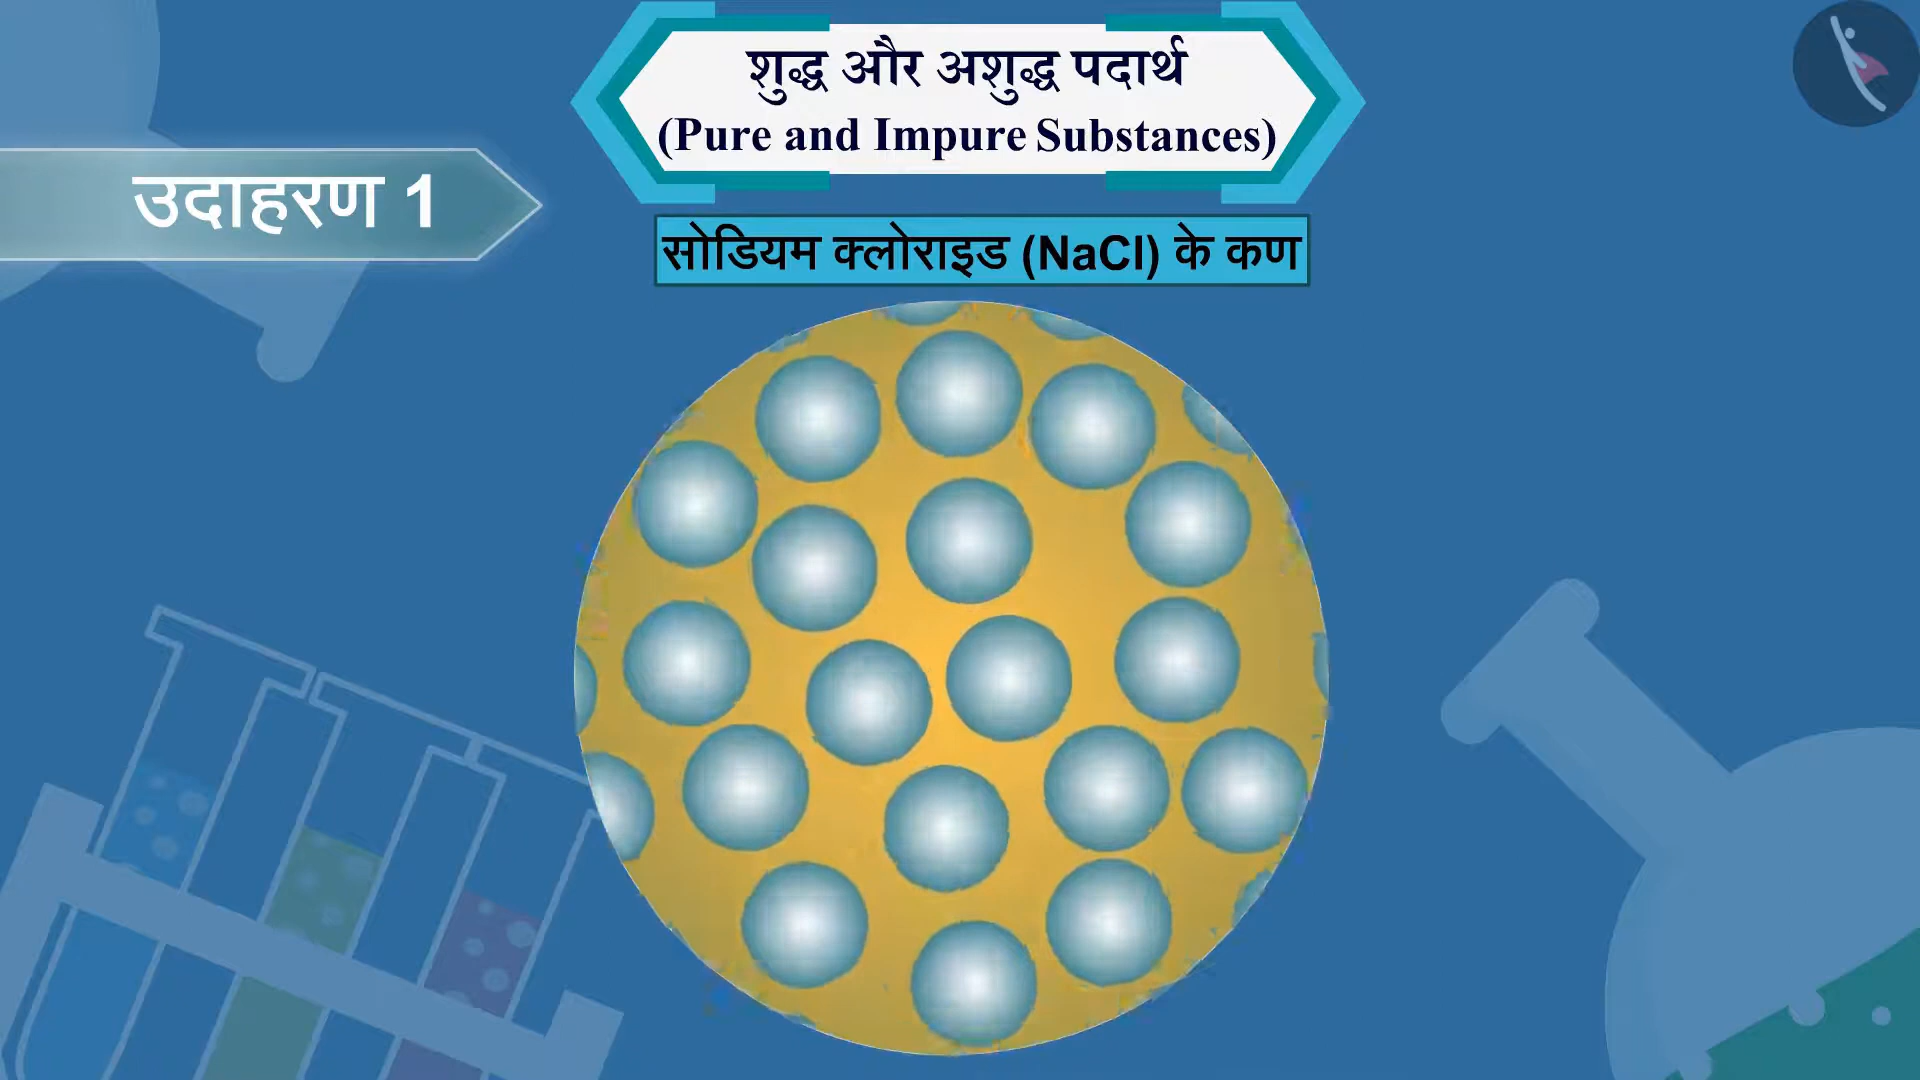 शुद्ध और अशुद्ध पदार्थ
(Pure and Impure Substances)
उदाहरण 1
सोडियम क्लोराइड (NaCl) के कण